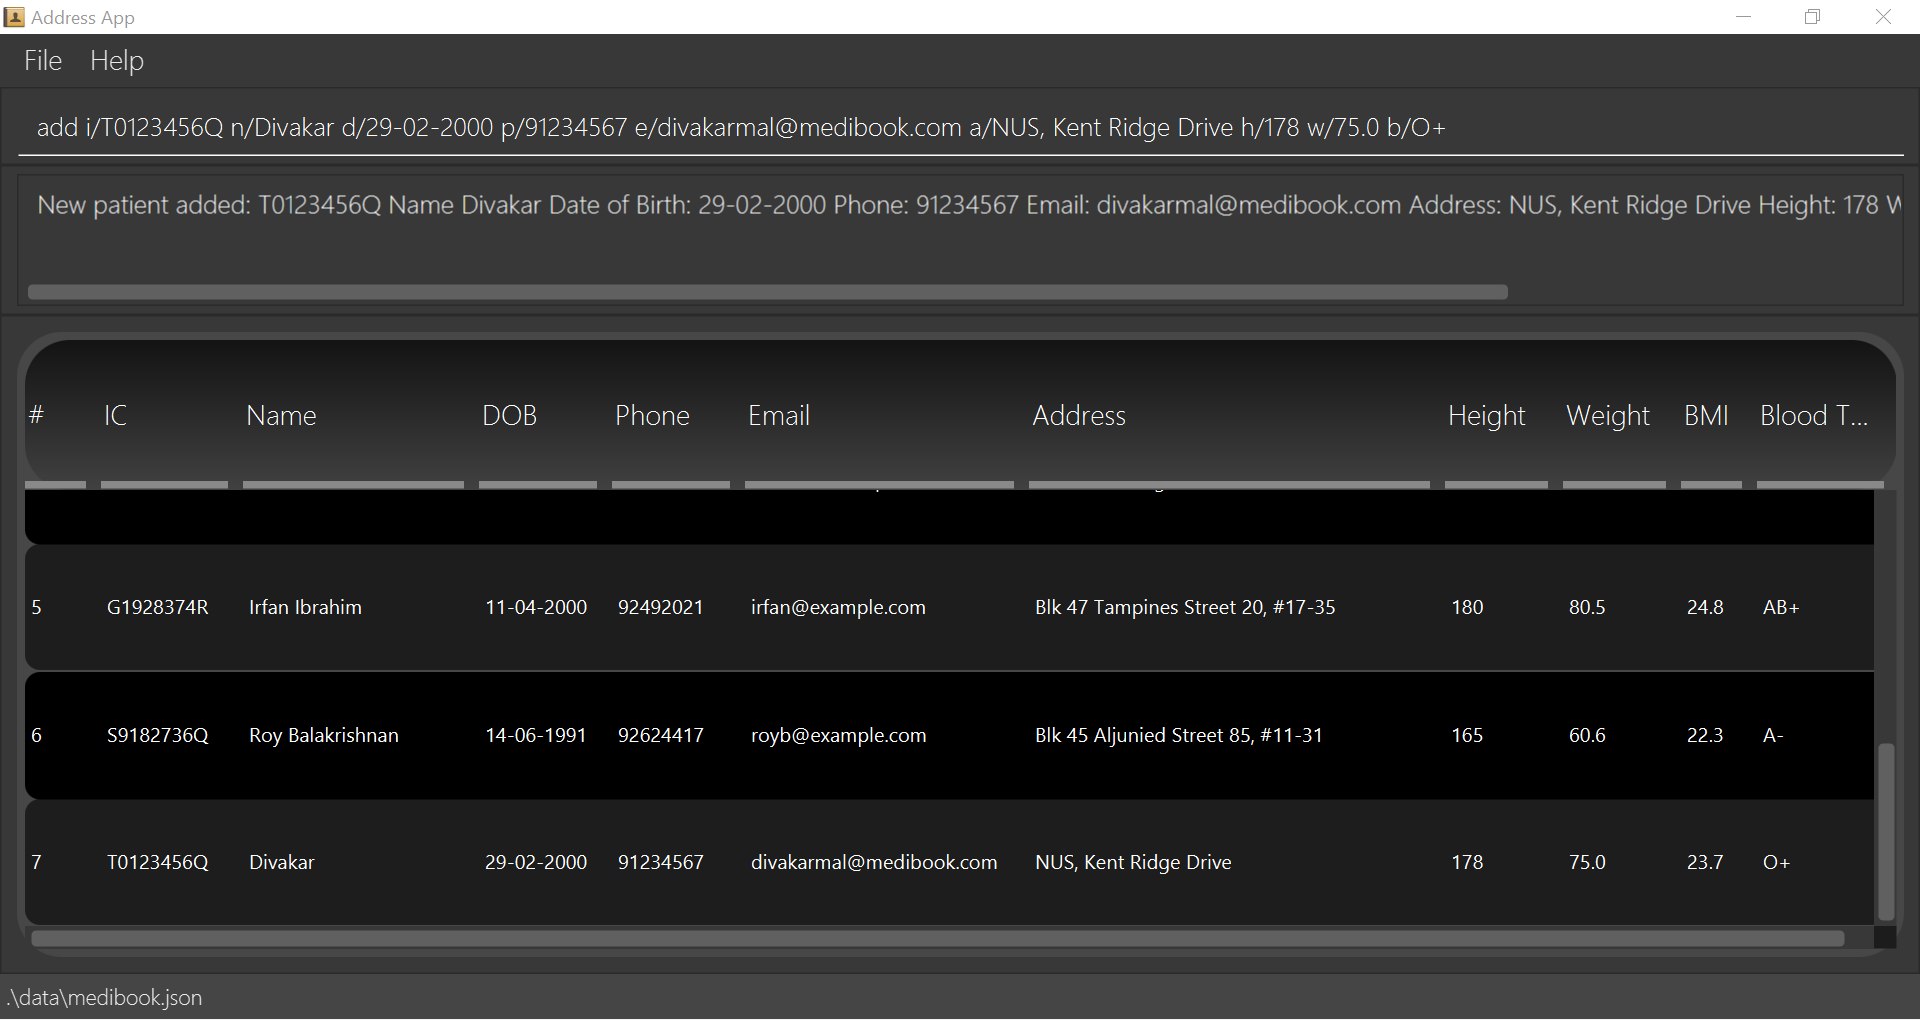 Address App
File Help
add i/T0123456Q n/Divakar d/29-02-2000 p/91234567 e/divakarmal@medibook.com a/NUS, Kent Ridge Drive h/178 w/75.0 b/O+
New patient added: T0123456Q Name Divakar Date of Birth: 29-02-2000 Phone: 91234567 Email: divakarmal@medibook.com Address: NUS, Kent Ridge Drive Height: 178 W
# IC Name DOB Phone Email Address Height Weight BMI Blood T...
5 G1928374R Irfan Ibrahim 11-04-2000 92492021 irfan@example.com Blk 47 Tampines Street 20, #17-35 180 80.5 24.8 AB+
6 S9182736Q Roy Balakrishnan 14-06-1991 92624417 royb@example.com Blk 45 Aljunied Street 85, #11-31 165 60.6 22.3 A-
7 T0123456Q Divakar 29-02-2000 91234567 divakarmal@medibook.com NUS, Kent Ridge Drive 178 75.0 23.7 O+
.\data\medibook.json